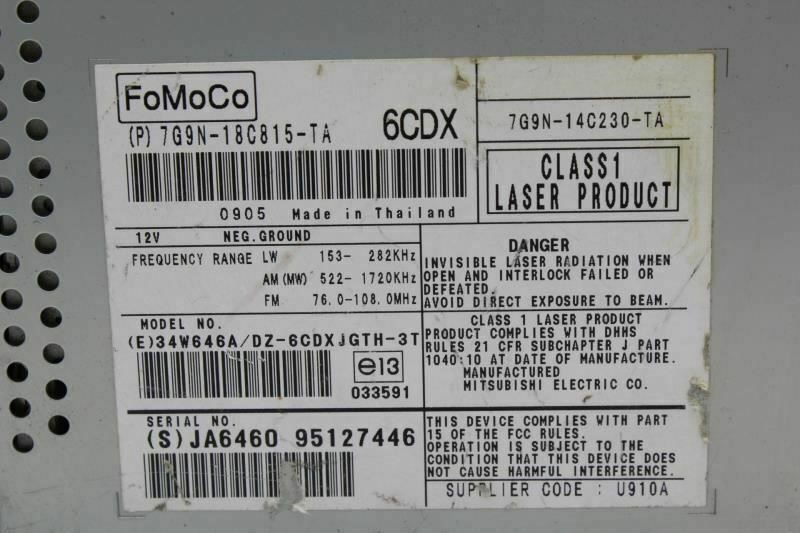 FoMoCo
(P) 7G9N-18C815-TA 6CDX
0905 Made in Thailand
7G9N-14C230-TA
CLASS1
LASER PRODUCT
12V NEG.GROUND
FREQUENCY RANGE LW 153- 282KHz
AM(MW) 522-1720KHz
FM 76.0-108.0MHz
DANGER
INVISIBLE LASER RADIATION WHEN
OPEN AND INTERLOCK FAILED OR
DEFEATED.
AVOID DIRECT EXPOSURE TO BEAM.
MODEL NO.
(E)34W646A/DZ-6CDXJGTH-3T
e13
033591
CLASS 1 LASER PRODUCT
PRODUCT COMPLIES WITH DHHS
RULES 21 CFR SUBCHAPTER J PART
1040:10 AT DATE OF MANUFACTURE.
MANUFACTURED
MITSUBISHI ELECTRIC CO.
SERIAL NO.
(S)JA6460 95127446
THIS DEVICE COMPLIES WITH PART
15 OF THE FCC RULES.
OPERATION IS SUBJECT TO THE
CONDITION THAT THIS DEVICE DOES
NOT CAUSE HARMFUL INTERFERENCE.
SUPPLIER CODE : U910A